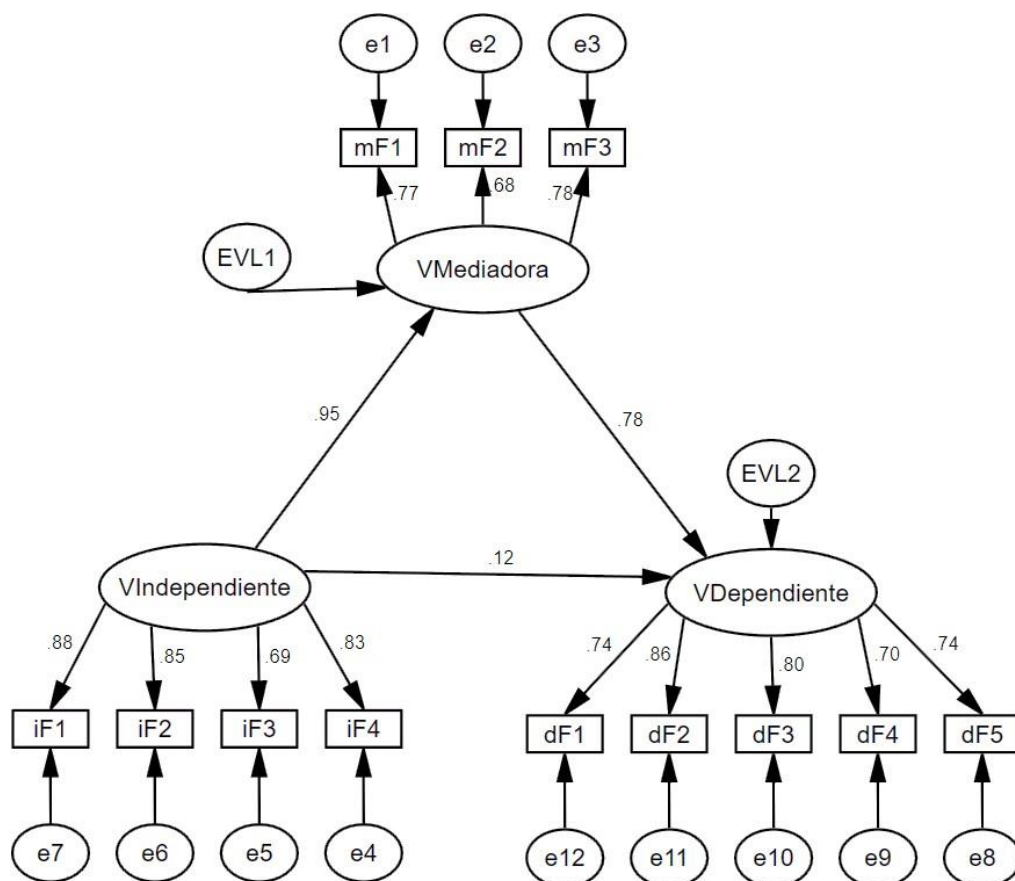 e1 e2 e3
mF1 mF2 mF3
.77 .68 .78
EVL1
VMediadora
.95 .78
EVL2
VIndependiente
.12
VDependiente
.88 .85 .69 .83
.74 .86 .80 .70 .74
iF1 iF2 iF3 iF4
dF1 dF2 dF3 dF4 dF5
e7 e6 e5 e4
e12 e11 e10 e9 e8